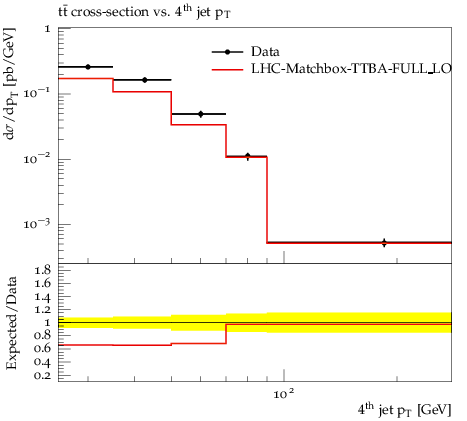 tt̄ cross-section vs. 4th jet pT
dσ/dpT [pb/GeV]
1
10⁻¹
10⁻²
10⁻³
Data
LHC-Matchbox-TTBA-FULL_LO
Expected/Data
1.8
1.6
1.4
1.2
1
0.8
0.6
0.4
0.2
10²
4th jet pT [GeV]